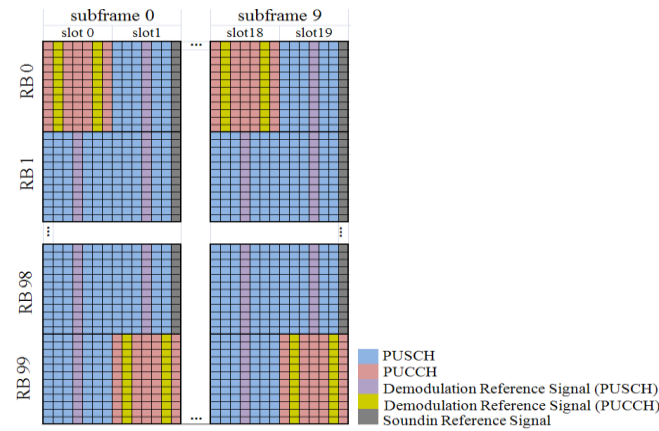 subframe 0
subframe 9
slot 0
slot1
...
slot18
slot19
RB 0
RB 1
...
...
RB 98
RB 99
...
PUSCH
PUCCH
Demodulation Reference Signal (PUSCH)
Demodulation Reference Signal (PUCCH)
Soundin Reference Signal